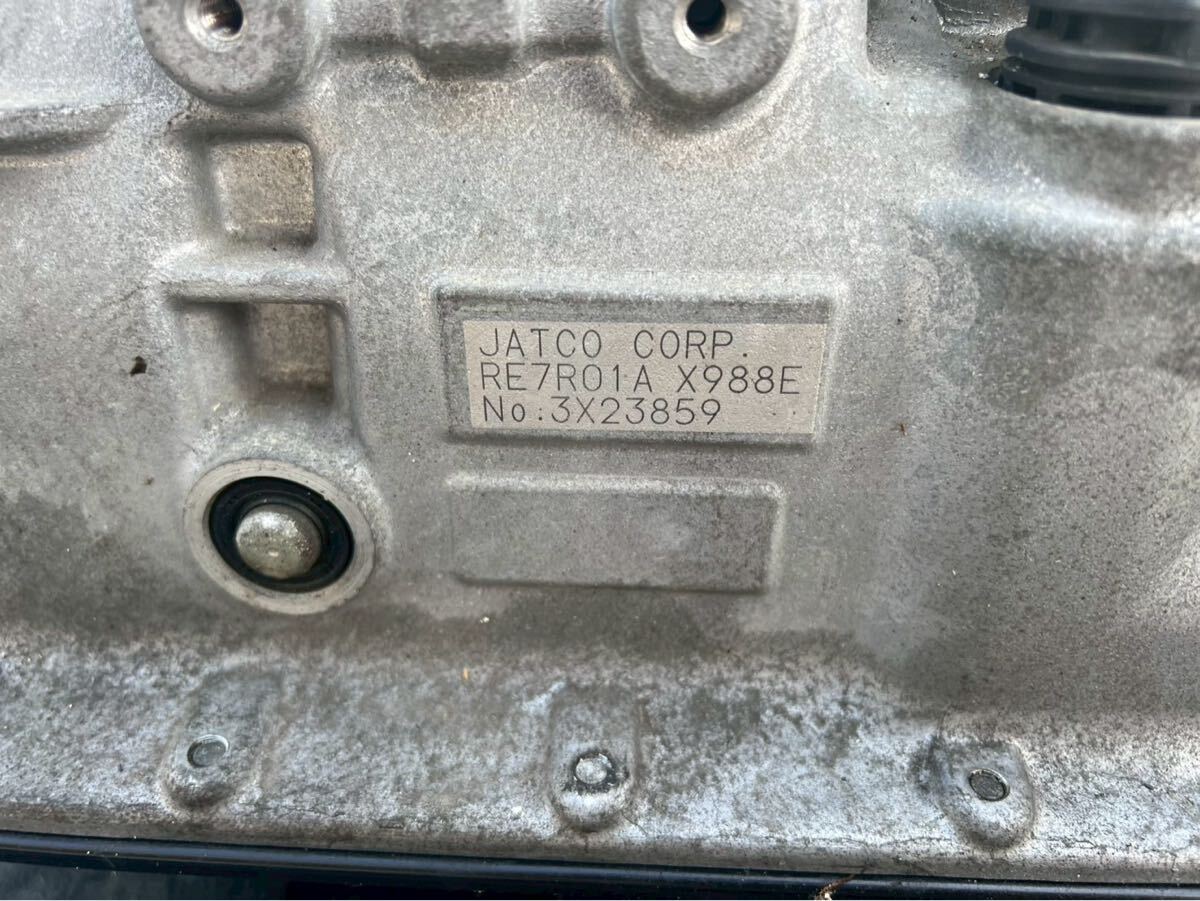 JATCO CORP.
RE7R01A X988E
No:3X23859